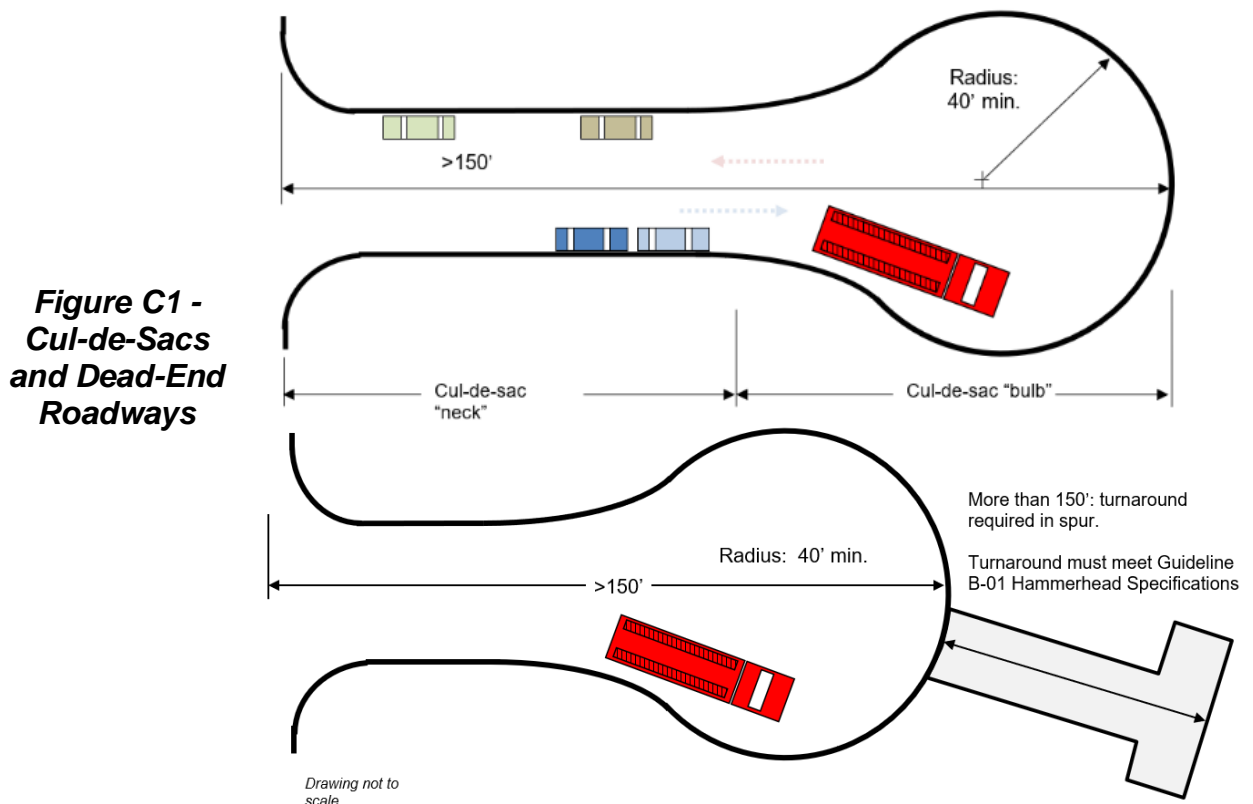 Figure C1 -
Cul-de-Sacs
and Dead-End
Roadways
Radius:
40’ min.
>150’
Cul-de-sac
“neck”
Cul-de-sac “bulb”
Radius:  40’ min.
>150’
More than 150’: turnaround
required in spur.
Turnaround must meet Guideline
B-01 Hammerhead Specifications
Drawing not to
scale